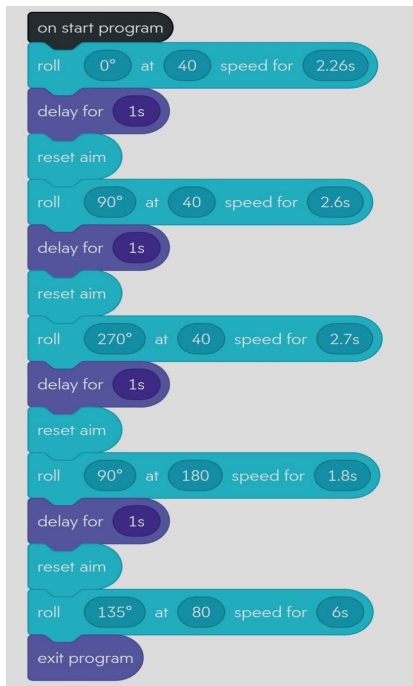 on start program
roll 0° at 40 speed for 2.26s
delay for 1s
reset aim
roll 90° at 40 speed for 2.6s
delay for 1s
reset aim
roll 270° at 40 speed for 2.7s
delay for 1s
reset aim
roll 90° at 180 speed for 1.8s
delay for 1s
reset aim
roll 135° at 80 speed for 6s
exit program